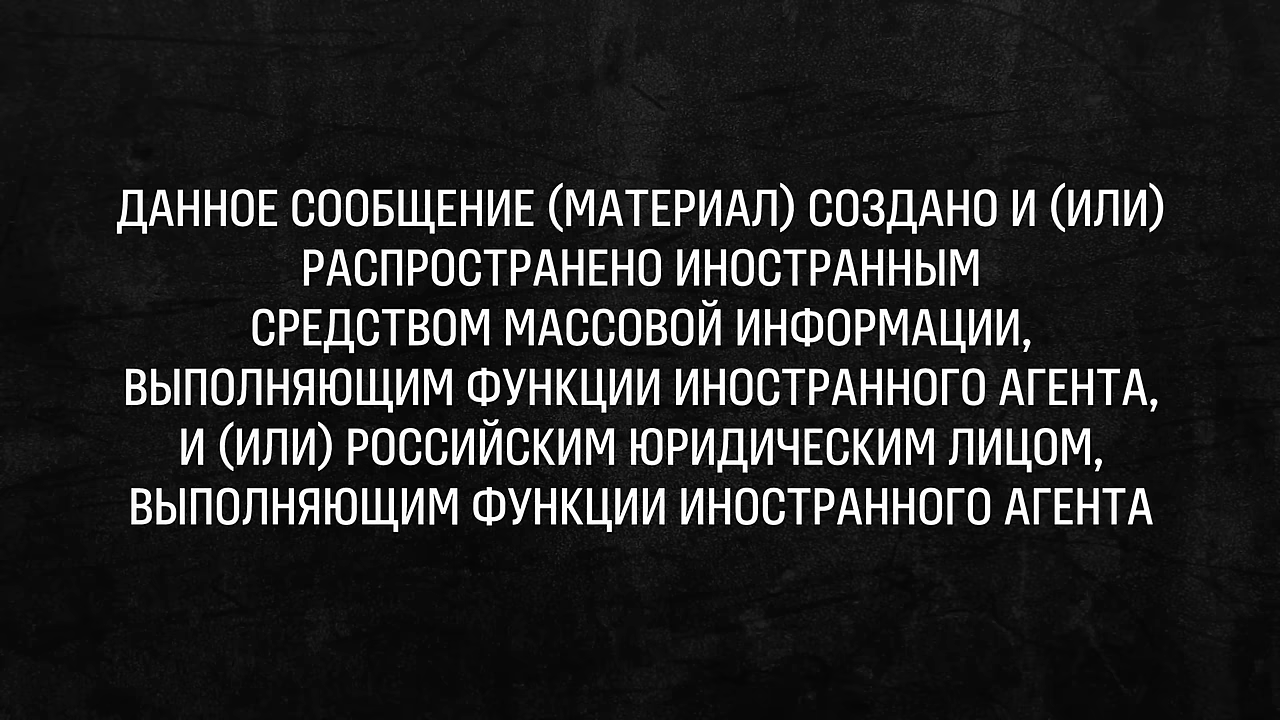 ДАННОЕ СООБЩЕНИЕ (МАТЕРИАЛ) СОЗДАНО И (ИЛИ)
РАСПРОСТРАНЕНО ИНОСТРАННЫМ
СРЕДСТВОМ МАССОВОЙ ИНФОРМАЦИИ,
ВЫПОЛНЯЮЩИМ ФУНКЦИИ ИНОСТРАННОГО АГЕНТА,
И (ИЛИ) РОССИЙСКИМ ЮРИДИЧЕСКИМ ЛИЦОМ,
ВЫПОЛНЯЮЩИМ ФУНКЦИИ ИНОСТРАННОГО АГЕНТА